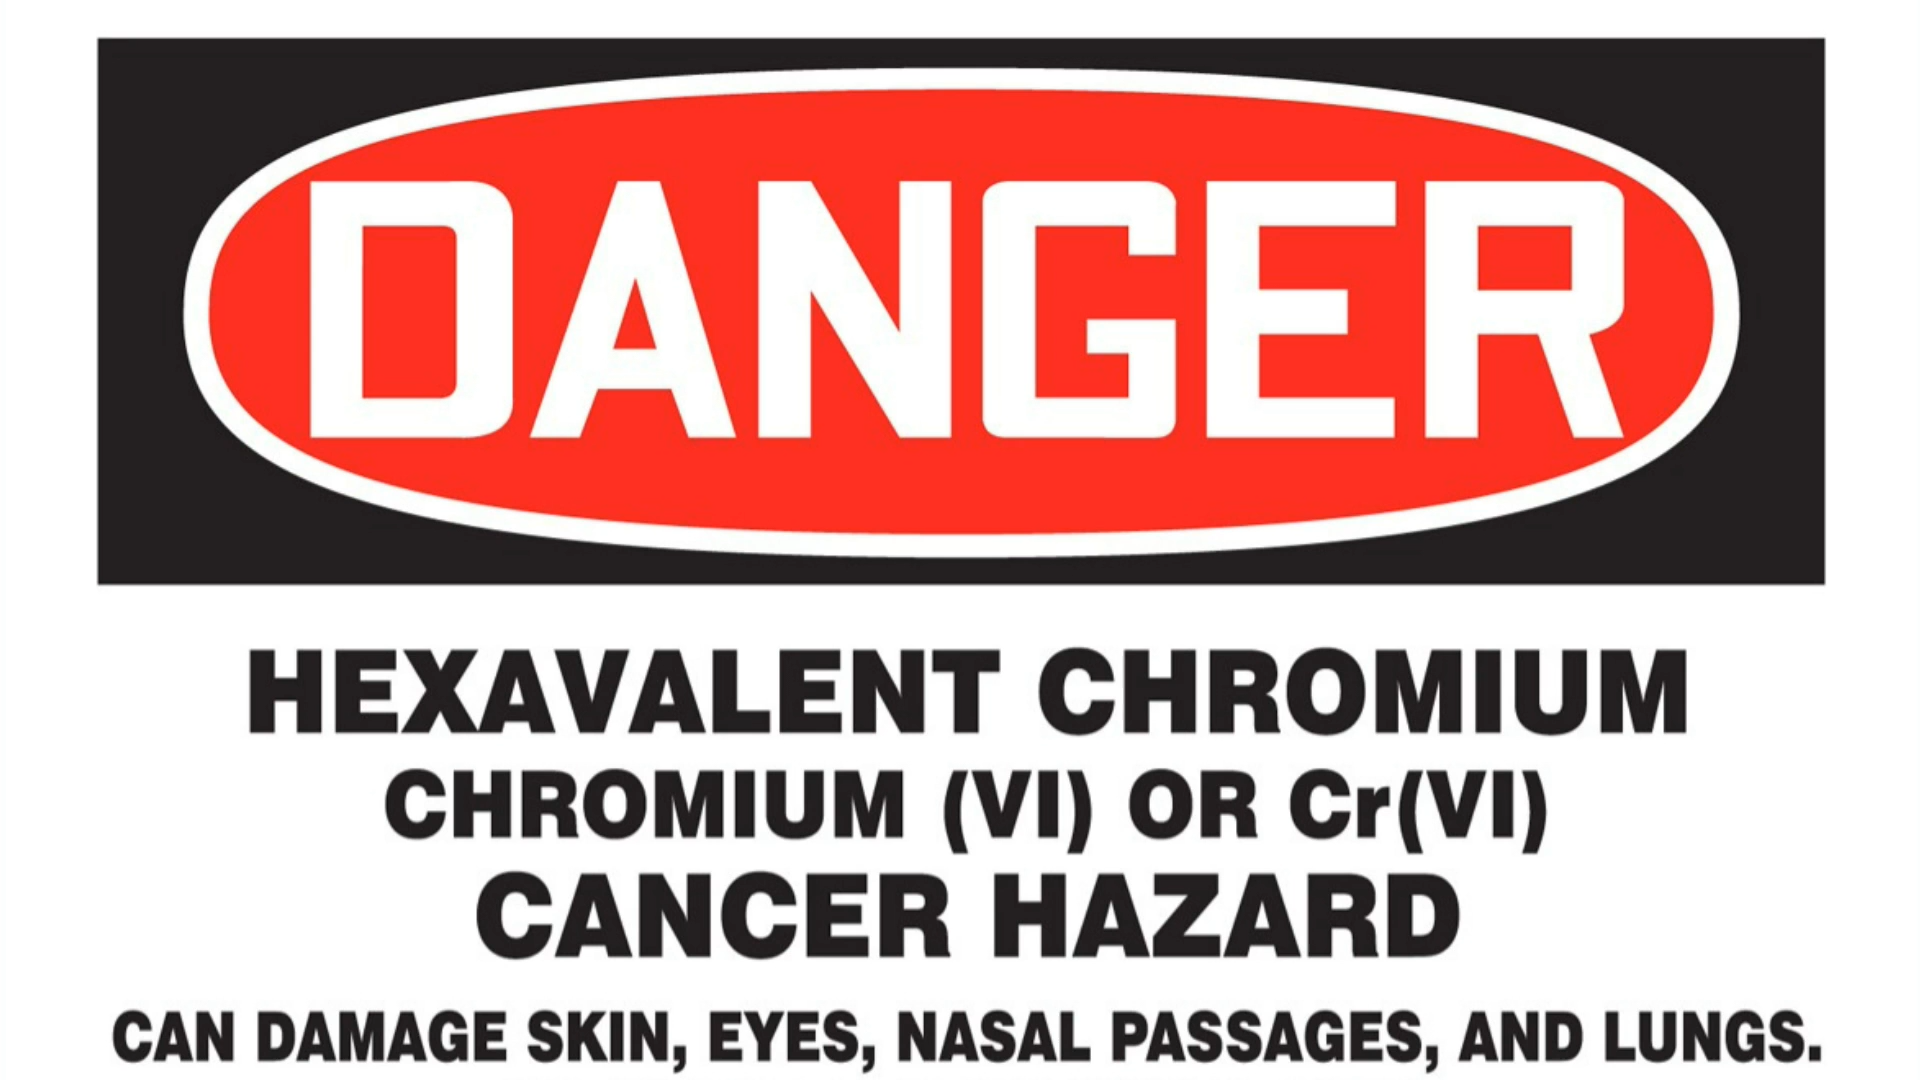 DANGER
HEXAVALENT CHROMIUM
CHROMIUM (VI) OR Cr(VI)
CANCER HAZARD
CAN DAMAGE SKIN, EYES, NASAL PASSAGES, AND LUNGS.